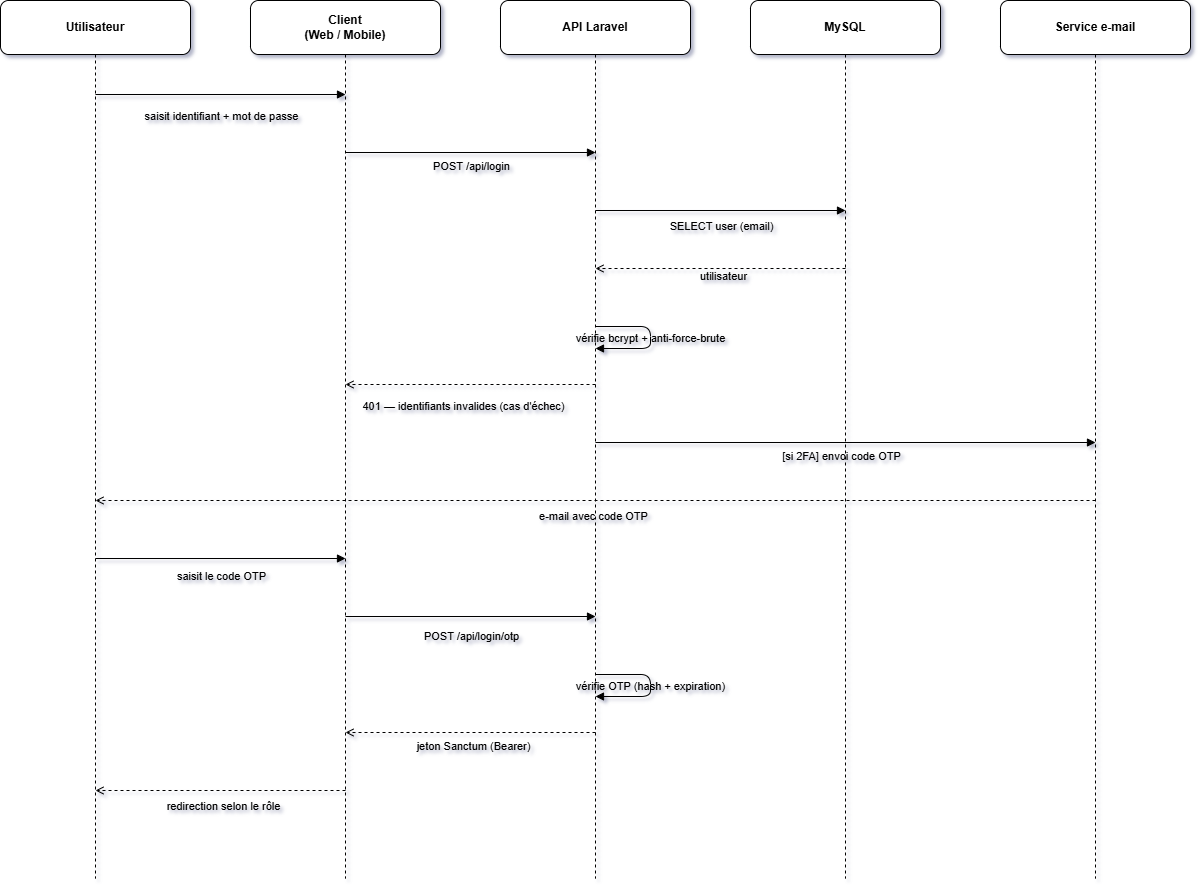 Utilisateur
Client
(Web / Mobile)
API Laravel
MySQL
Service e-mail
saisit identifiant + mot de passe
POST /api/login
SELECT user (email)
utilisateur
vérifie bcrypt + anti-force-brute
401 — identifiants invalides (cas d'échec)
[si 2FA] envoi code OTP
e-mail avec code OTP
saisit le code OTP
POST /api/login/otp
vérifie OTP (hash + expiration)
jeton Sanctum (Bearer)
redirection selon le rôle